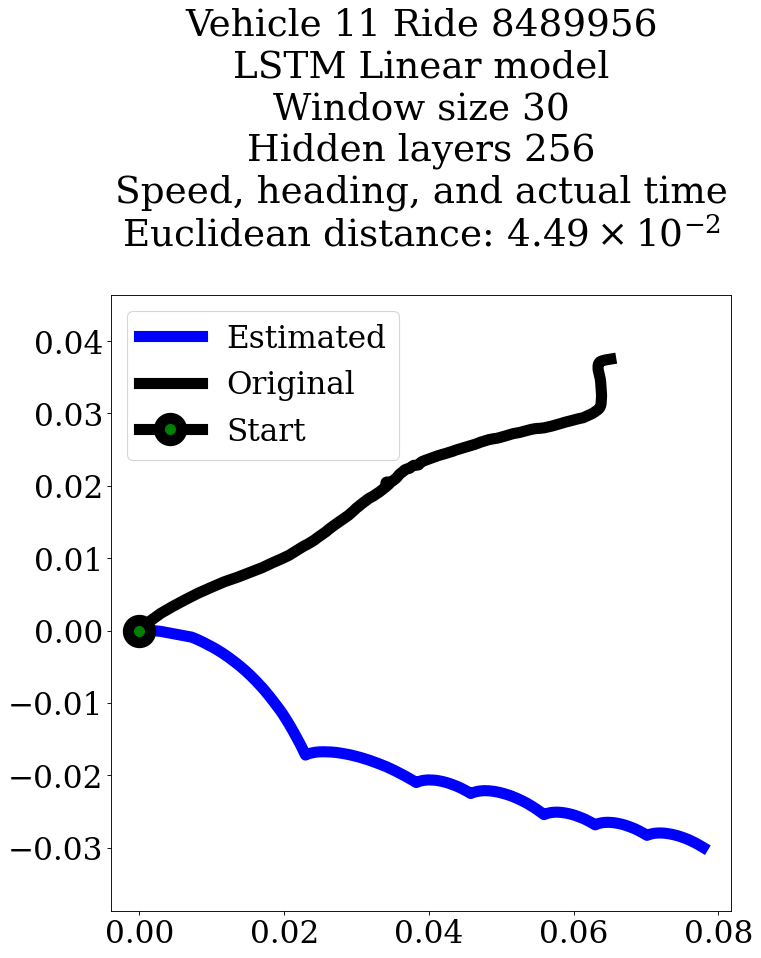 Vehicle 11 Ride 8489956
LSTM Linear model
Window size 30
Hidden layers 256
Speed, heading, and actual time
Euclidean distance: 4.49 × 10⁻²
Estimated
Original
Start
0.04
0.03
0.02
0.01
0.00
−0.01
−0.02
−0.03
0.00 0.02 0.04 0.06 0.08